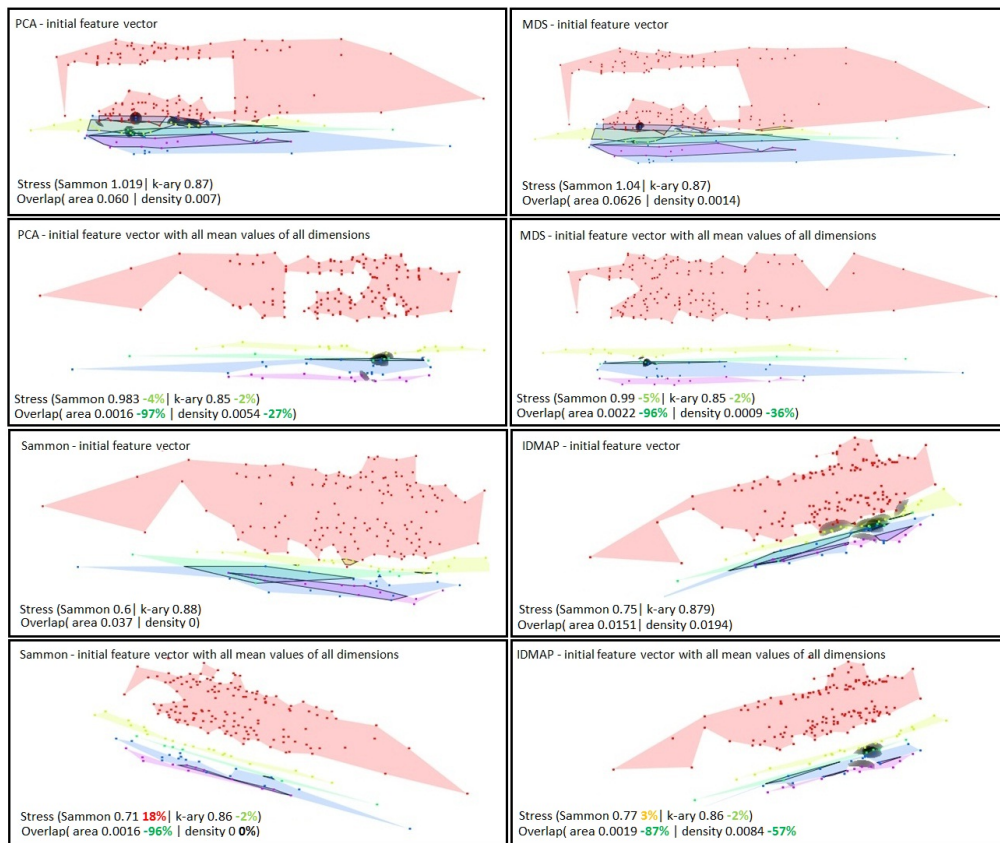 PCA - initial feature vector
Stress (Sammon 1.019| k-ary 0.87)
Overlap( area 0.060 | density 0.007)
MDS - initial feature vector
Stress (Sammon 1.04| k-ary 0.87)
Overlap( area 0.0626 | density 0.0014)
PCA - initial feature vector with all mean values of all dimensions
Stress (Sammon 0.983 -4%| k-ary 0.85 -2%)
Overlap( area 0.0016 -97% | density 0.0054 -27%)
MDS - initial feature vector with all mean values of all dimensions
Stress (Sammon 0.99 -5%| k-ary 0.85 -2%)
Overlap( area 0.0022 -96% | density 0.0009 -36%)
Sammon - initial feature vector
Stress (Sammon 0.6| k-ary 0.88)
Overlap( area 0.037 | density 0)
IDMAP - initial feature vector
Stress (Sammon 0.75| k-ary 0.879)
Overlap( area 0.0151| density 0.0194)
Sammon - initial feature vector with all mean values of all dimensions
Stress (Sammon 0.71 18%| k-ary 0.86 -2%)
Overlap( area 0.0016 -96% | density 0 0%)
IDMAP - initial feature vector with all mean values of all dimensions
Stress (Sammon 0.77 3%| k-ary 0.86 -2%)
Overlap( area 0.0019 -87% | density 0.0084 -57%